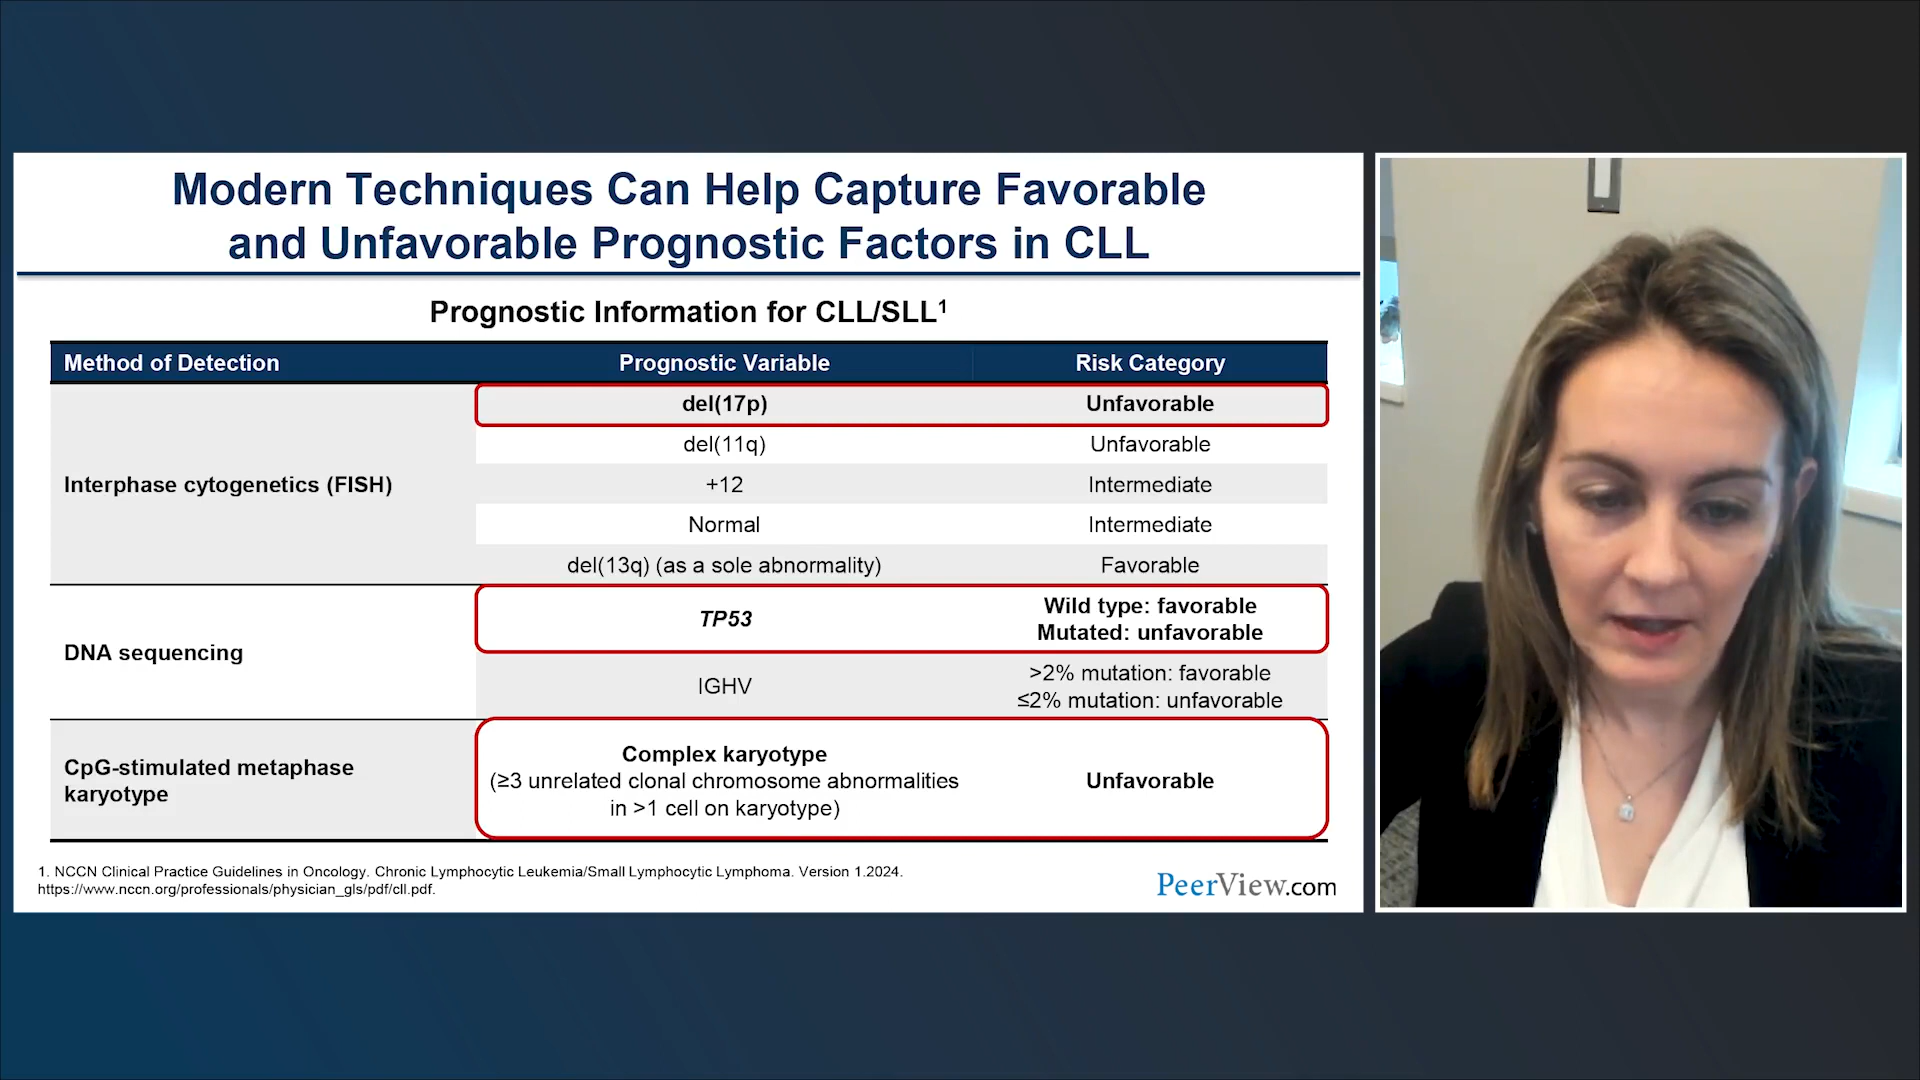 Modern Techniques Can Help Capture Favorable
and Unfavorable Prognostic Factors in CLL
Prognostic Information for CLL/SLL¹
Method of Detection Prognostic Variable Risk Category
Interphase cytogenetics (FISH)
del(17p) Unfavorable
del(11q) Unfavorable
+12 Intermediate
Normal Intermediate
del(13q) (as a sole abnormality) Favorable
DNA sequencing
TP53
Wild type: favorable
Mutated: unfavorable
IGHV
>2% mutation: favorable
≤2% mutation: unfavorable
CpG-stimulated metaphase
karyotype
Complex karyotype
(≥3 unrelated clonal chromosome abnormalities
in >1 cell on karyotype)
Unfavorable
1. NCCN Clinical Practice Guidelines in Oncology. Chronic Lymphocytic Leukemia/Small Lymphocytic Lymphoma. Version 1.2024.
https://www.nccn.org/professionals/physician_gls/pdf/cll.pdf.
PeerView.com